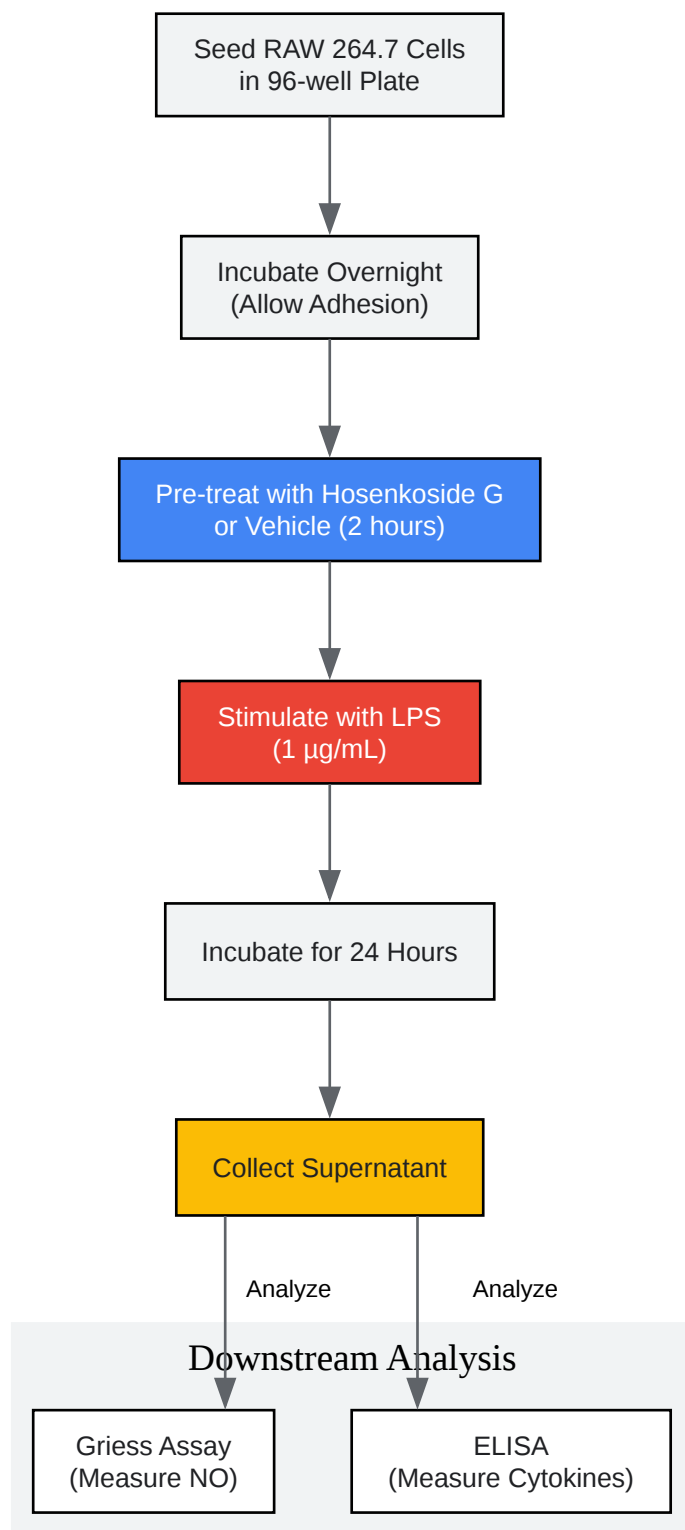 Seed RAW 264.7 Cells
in 96-well Plate
Incubate Overnight
(Allow Adhesion)
Pre-treat with Hosenkoside G
or Vehicle (2 hours)
Stimulate with LPS
(1 µg/mL)
Incubate for 24 Hours
Collect Supernatant
Analyze
Analyze
Downstream Analysis
Griess Assay
(Measure NO)
ELISA
(Measure Cytokines)